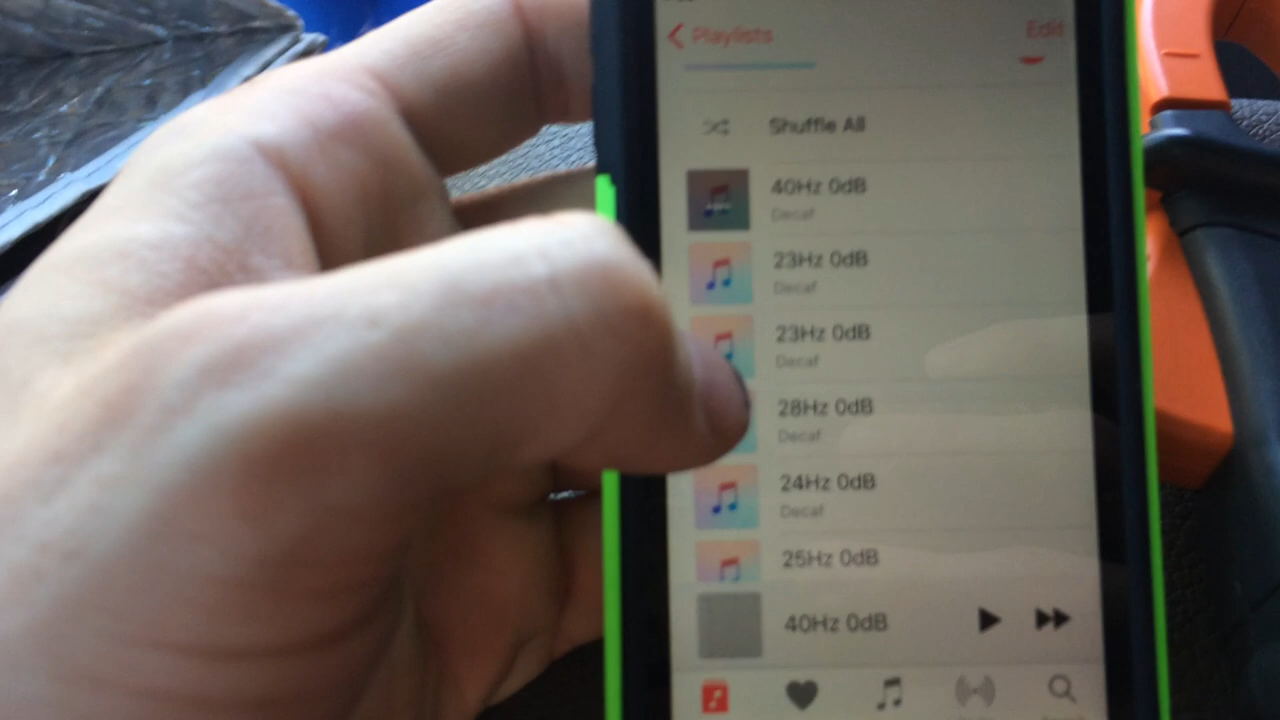 Playlists
Edit
Shuffle All
40Hz 0dB
Decaf
23Hz 0dB
Decaf
23Hz 0dB
Decaf
28Hz 0dB
Decaf
24Hz 0dB
Decaf
25Hz 0dB
40Hz 0dB